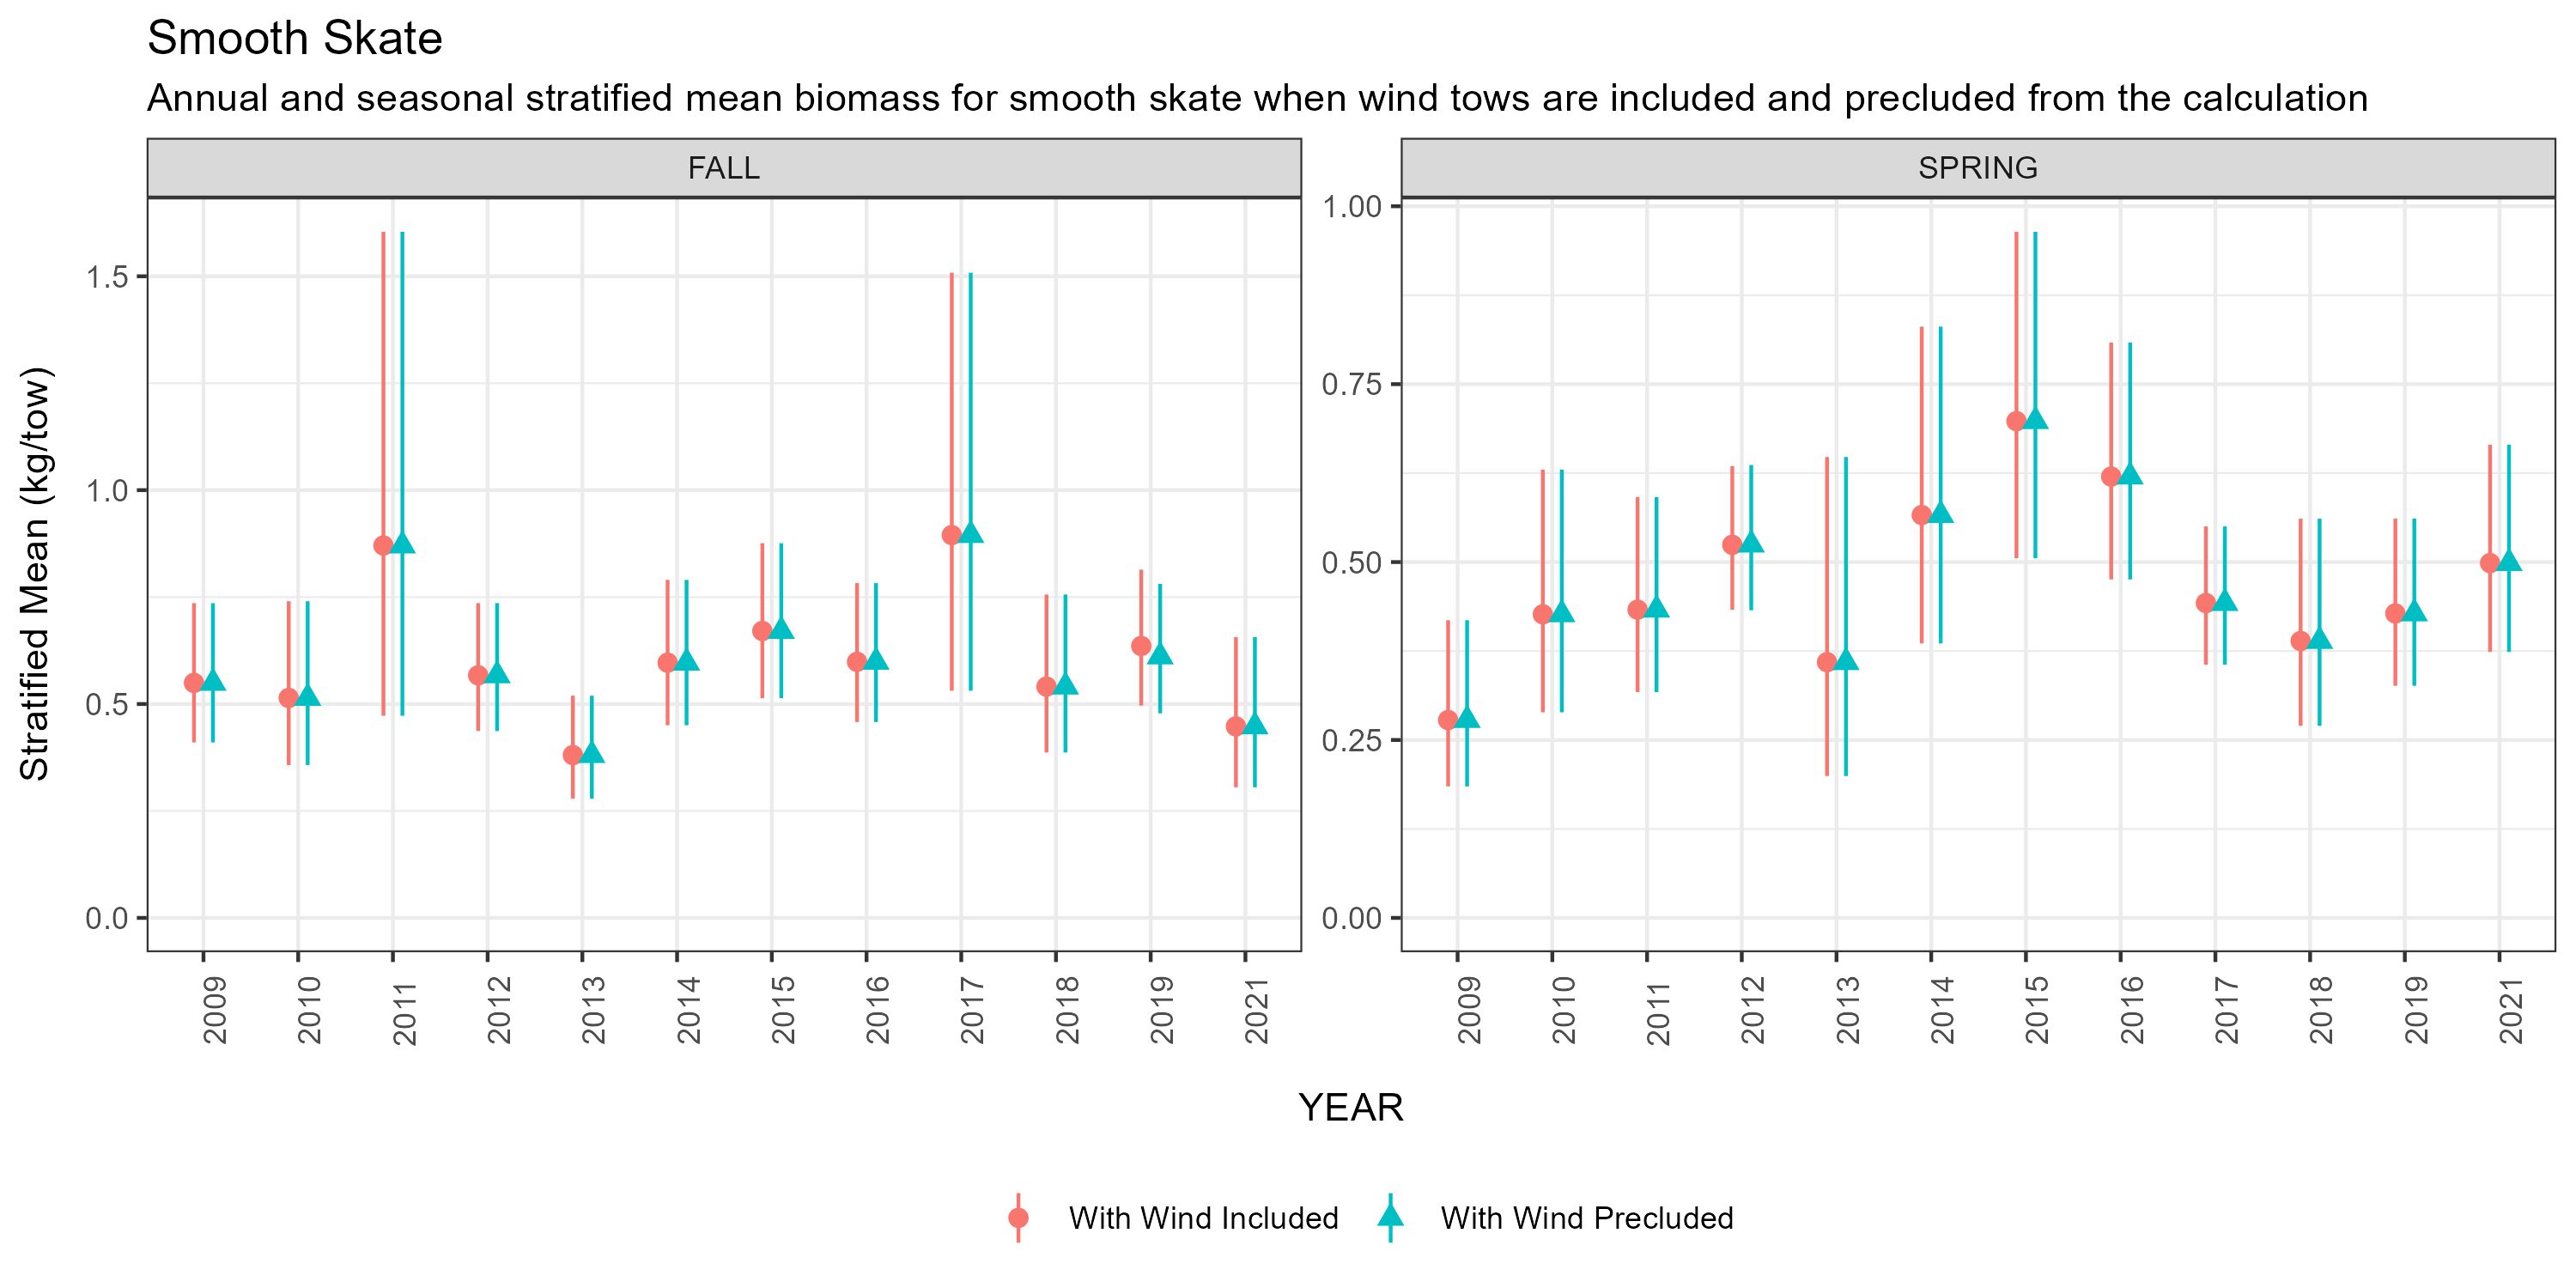 Smooth Skate
Annual and seasonal stratified mean biomass for smooth skate when wind tows are included and precluded from the calculation
FALL
SPRING
Stratified Mean (kg/tow)
1.5
1.0
0.5
0.0
1.00
0.75
0.50
0.25
0.00
2009 2010 2011 2012 2013 2014 2015 2016 2017 2018 2019 2021
2009 2010 2011 2012 2013 2014 2015 2016 2017 2018 2019 2021
YEAR
With Wind Included
With Wind Precluded